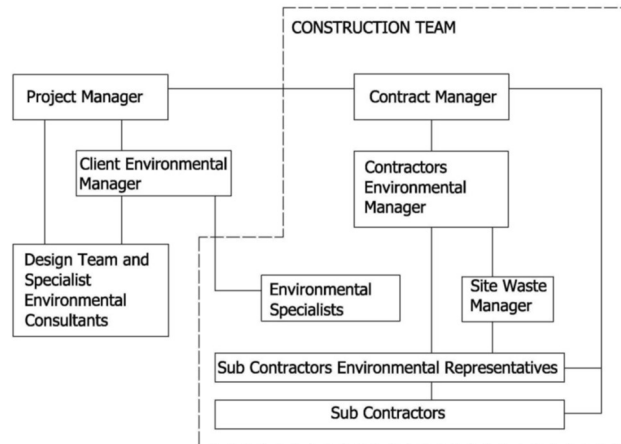 CONSTRUCTION TEAM
Project Manager
Contract Manager
Client Environmental
Manager
Contractors
Environmental
Manager
Design Team and
Specialist
Environmental
Consultants
Environmental
Specialists
Site Waste
Manager
Sub Contractors Environmental Representatives
Sub Contractors